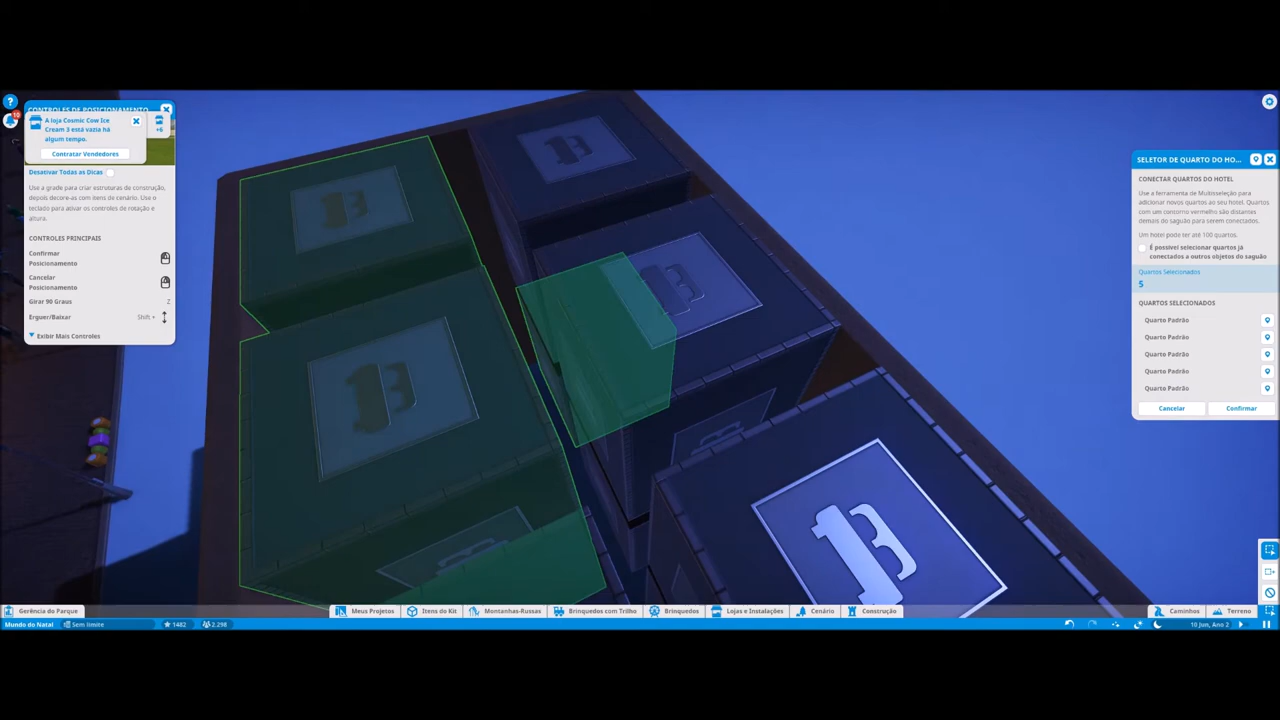 CONTROLES DE POSICIONAMENTO
A loja Cosmic Cow Ice
Cream 3 está vazia há
algum tempo.
+6
Contratar Vendedores
Desativar Todas as Dicas
Use a grade para criar estruturas de construção,
depois decore-as com itens de cenário. Use o
teclado para ativar os controles de rotação e
altura.
CONTROLES PRINCIPAIS
Confirmar
Posicionamento
Cancelar
Posicionamento
Girar 90 Graus Z
Erguer/Baixar Shift +
Exibir Mais Controles
B
B
B
B
B
SELETOR DE QUARTO DO HO...
CONECTAR QUARTOS DO HOTEL
Use a ferramenta de Multisseleção para
adicionar novos quartos ao seu hotel. Quartos
com um contorno vermelho são distantes
demais do saguão para serem conectados.
Um hotel pode ter até 100 quartos.
É possível selecionar quartos já
conectados a outros objetos do saguão
Quartos Selecionados
5
QUARTOS SELECIONADOS
Quarto Padrão
Quarto Padrão
Quarto Padrão
Quarto Padrão
Quarto Padrão
Cancelar Confirmar
Gerência do Parque Meus Projetos Itens do Kit Montanhas-Russas Brinquedos com Trilho Brinquedos Lojas e Instalações Cenário Construção Caminhos Terreno
Mundo do Natal Sem limite 1482 2.298 10 Jun, Ano 2